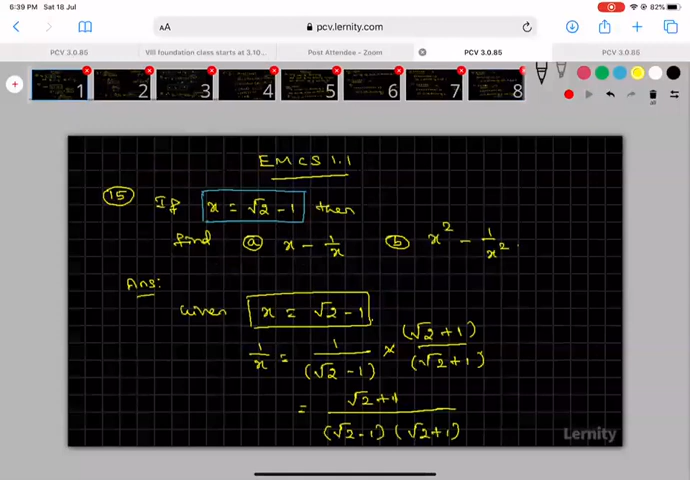 6:39 PM Sat 18 Jul 82%
AA pcv.lernity.com
PCV 3.0.85 VIII foundation class starts at 3.10... Post Attendee - Zoom PCV 3.0.85 PCV 3.0.85
1 2 3 4 5 6 7 8 all
EMCS 1.1
15 If x = √2 - 1 then
find a x - 1/x b x² - 1/x².
Ans:
Given x = √2 - 1.
1/x = 1/(√2 - 1) × (√2 + 1)/(√2 + 1)
= √2 + 1/(√2 - 1) (√2 + 1)
Lernity